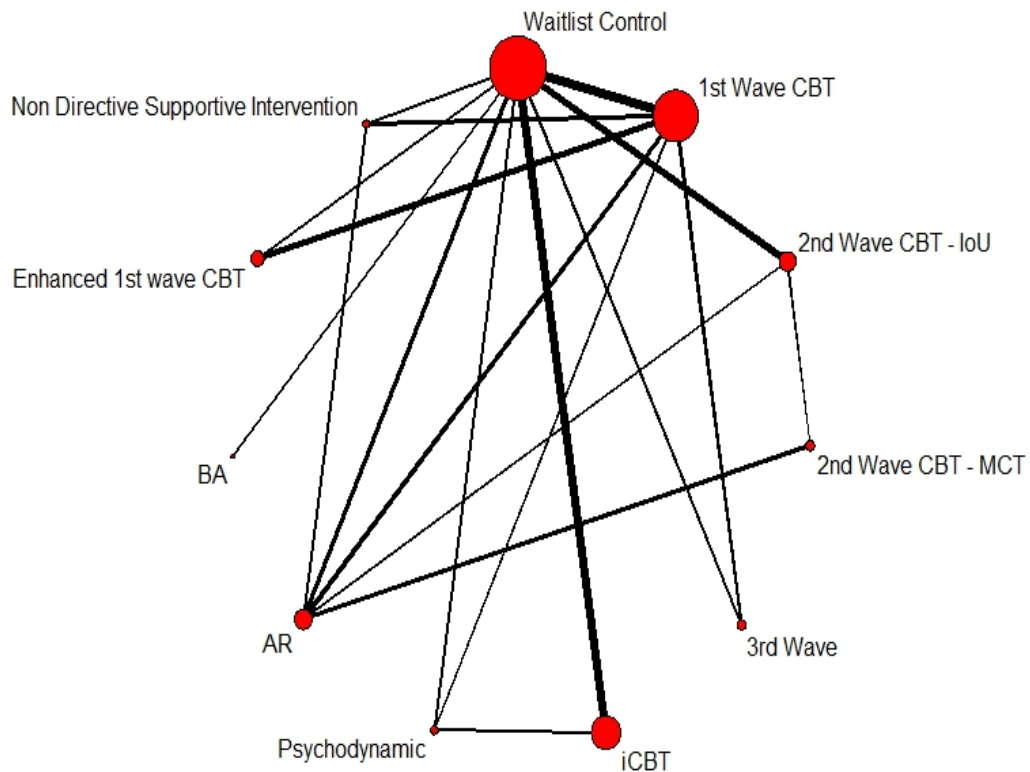 Waitlist Control
1st Wave CBT
Non Directive Supportive Intervention
2nd Wave CBT - IoU
Enhanced 1st wave CBT
2nd Wave CBT - MCT
BA
AR
3rd Wave
Psychodynamic
iCBT